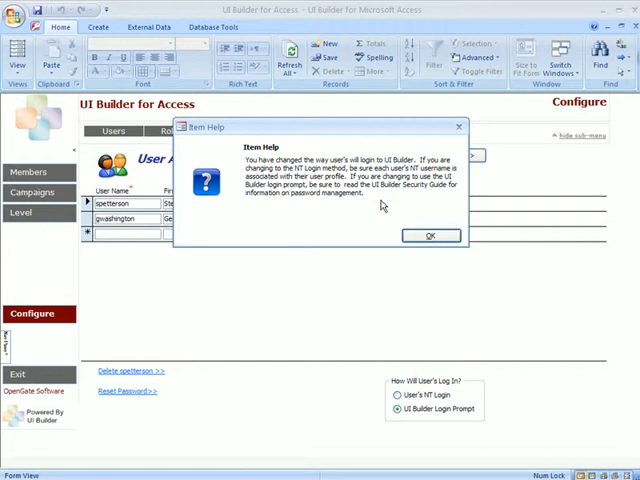 UI Builder for Access - UI Builder for Microsoft Access
Home
Create
External Data
Database Tools
View
Views
Paste
Clipboard
B I U
Font
Rich Text
Refresh
All
New
Save
Delete
Totals
Spelling
More
Records
Filter
Selection
Advanced
Toggle Filter
Sort & Filter
Size to
Fit Form
Switch
Windows
Window
Find
Find
UI Builder for Access
Configure
Users
hide sub-menu
Members
Campaigns
Level
Configure
Exit
OpenGate Software
Powered By
UI Builder
User Name *
spetterson
gwashington
Ge
Item Help
Item Help
You have changed the way user's will login to UI Builder. If you are
changing to the NT Login method, be sure each user's NT username is
associated with their user profile. If you are changing to use the UI
Builder login prompt, be sure to read the UI Builder Security Guide for
information on password management.
OK
Delete spetterson >>
Reset Password>>
How Will User's Log In?
User's NT Login
UI Builder Login Prompt
Form View
Num Lock